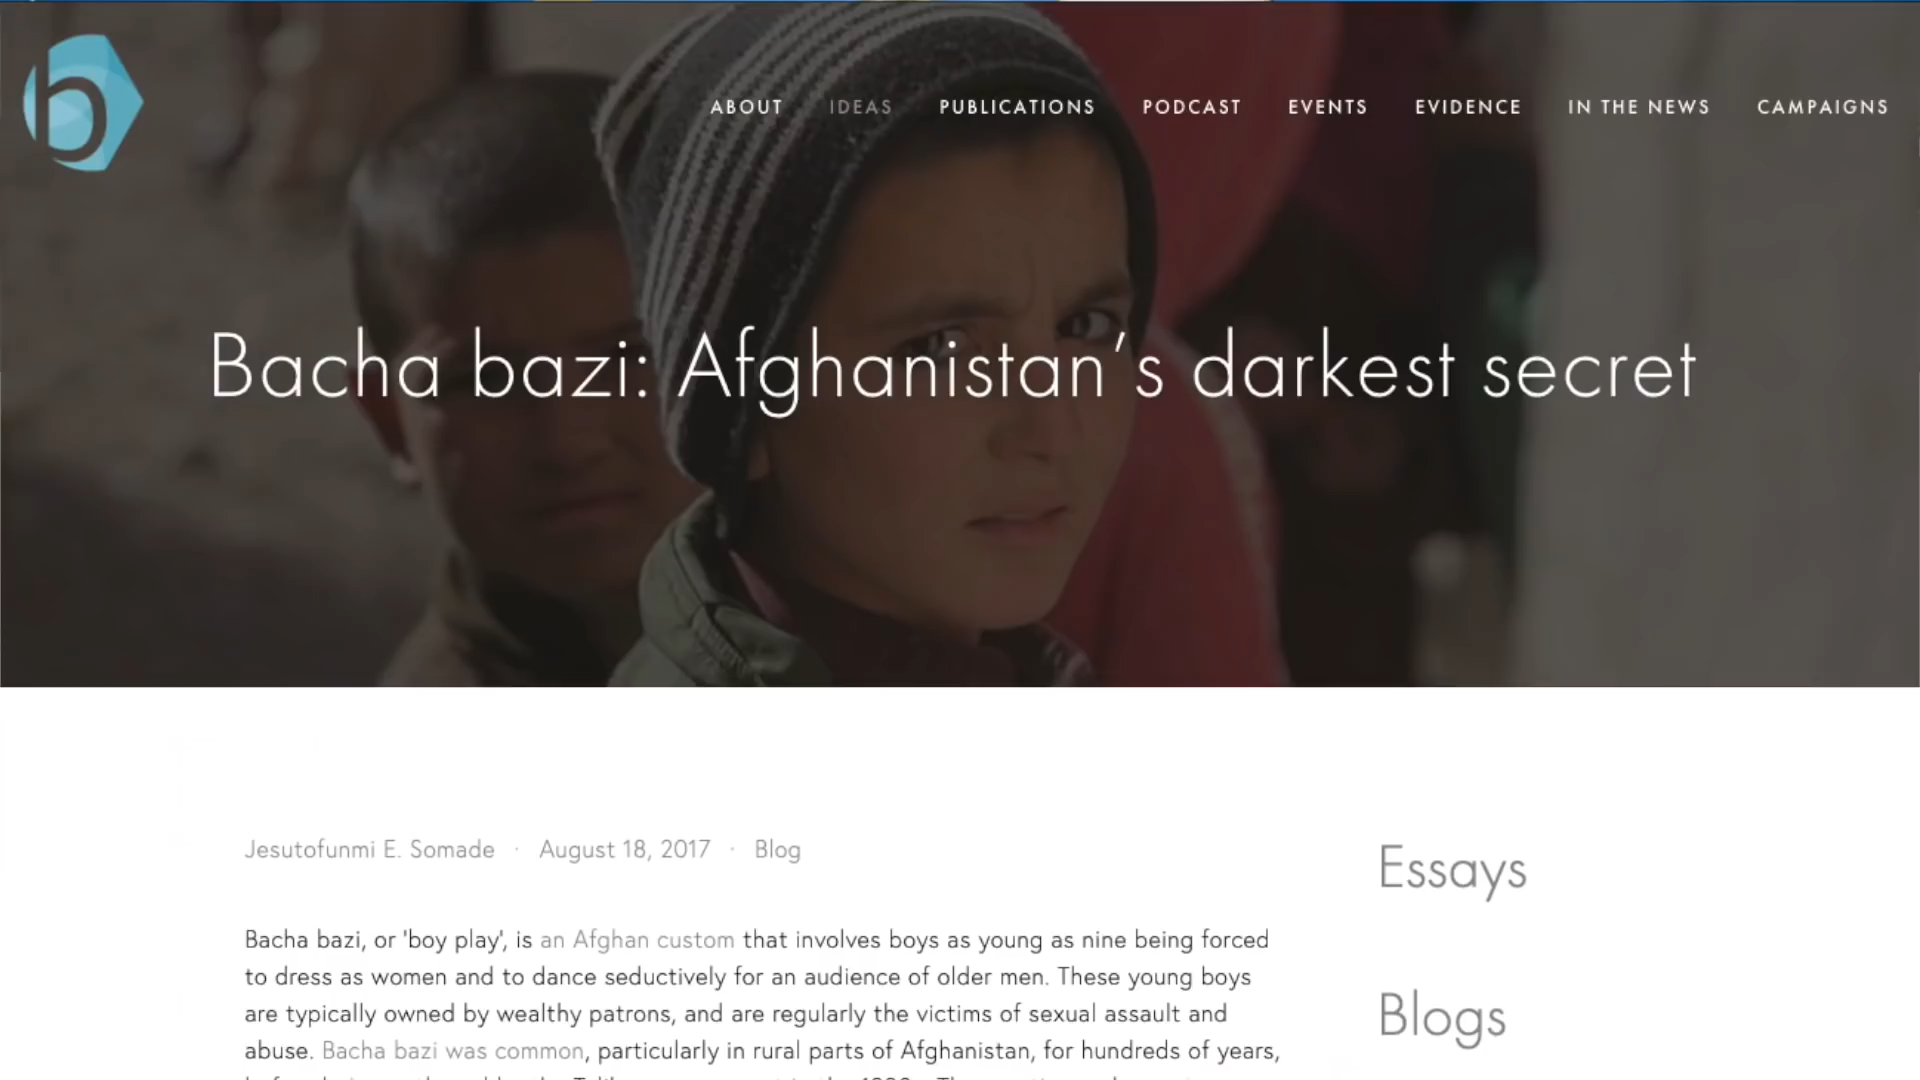 b
ABOUT IDEAS PUBLICATIONS PODCAST EVENTS EVIDENCE IN THE NEWS CAMPAIGNS
Bacha bazi: Afghanistan’s darkest secret
Jesutofunmi E. Somade · August 18, 2017 · Blog
Bacha bazi, or 'boy play', is an Afghan custom that involves boys as young as nine being forced
to dress as women and to dance seductively for an audience of older men. These young boys
are typically owned by wealthy patrons, and are regularly the victims of sexual assault and
abuse. Bacha bazi was common, particularly in rural parts of Afghanistan, for hundreds of years,
Essays
Blogs